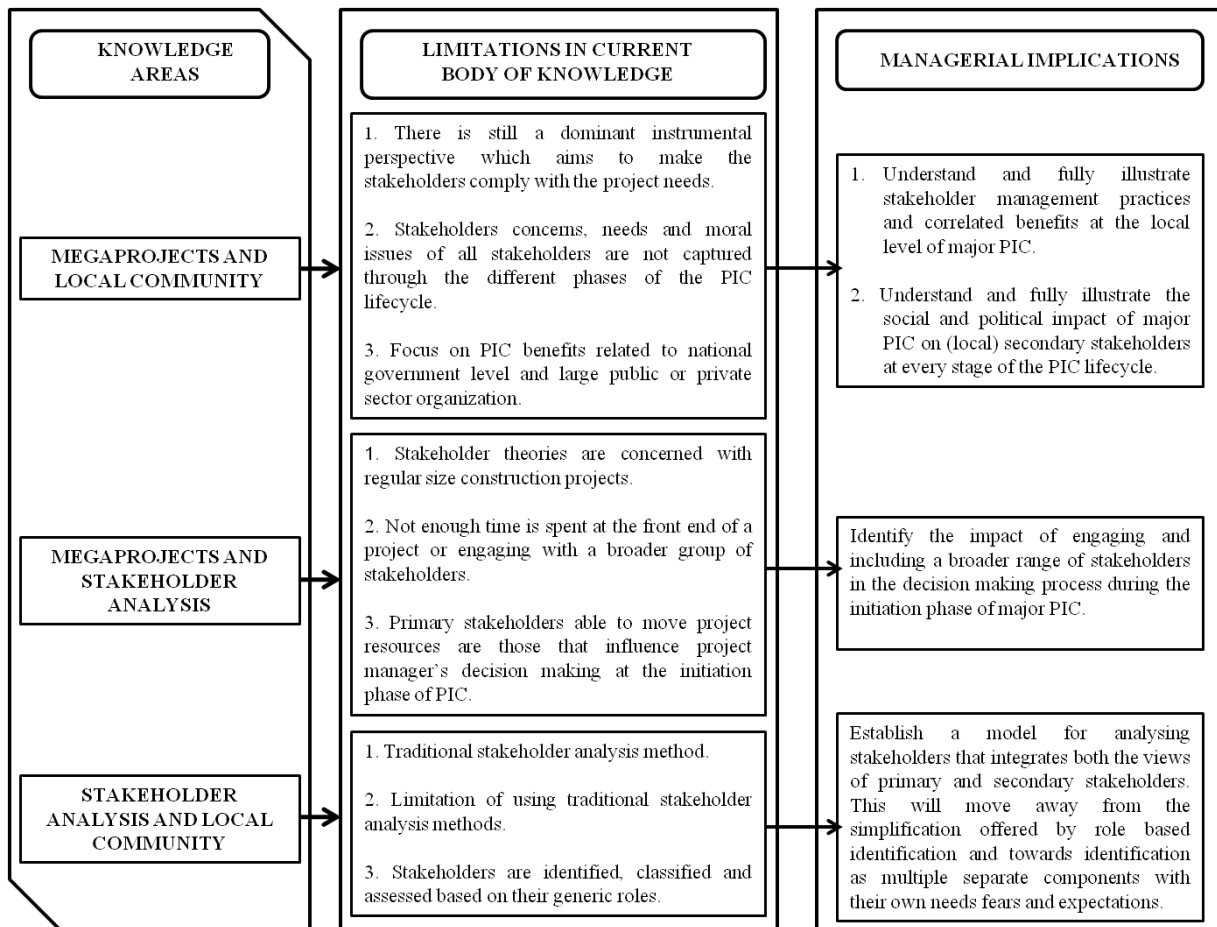 KNOWLEDGE
AREAS
LIMITATIONS IN CURRENT
BODY OF KNOWLEDGE
MANAGERIAL IMPLICATIONS
MEGAPROJECTS AND
LOCAL COMMUNITY
1. There is still a dominant instrumental
perspective which aims to make the
stakeholders comply with the project needs.
2. Stakeholders concerns, needs and moral
issues of all stakeholders are not captured
through the different phases of the PIC
lifecycle.
3. Focus on PIC benefits related to national
government level and large public or private
sector organization.
1. Understand and fully illustrate
stakeholder management practices
and correlated benefits at the local
level of major PIC.
2. Understand and fully illustrate the
social and political impact of major
PIC on (local) secondary stakeholders
at every stage of the PIC lifecycle.
MEGAPROJECTS AND
STAKEHOLDER
ANALYSIS
1. Stakeholder theories are concerned with
regular size construction projects.
2. Not enough time is spent at the front end of a
project or engaging with a broader group of
stakeholders.
3. Primary stakeholders able to move project
resources are those that influence project
manager's decision making at the initiation
phase of PIC.
Identify the impact of engaging and
including a broader range of stakeholders
in the decision making process during the
initiation phase of major PIC.
STAKEHOLDER
ANALYSIS AND LOCAL
COMMUNITY
1. Traditional stakeholder analysis method.
2. Limitation of using traditional stakeholder
analysis methods.
3. Stakeholders are identified, classified and
assessed based on their generic roles.
Establish a model for analysing
stakeholders that integrates both the views
of primary and secondary stakeholders.
This will move away from the
simplification offered by role based
identification and towards identification
as multiple separate components with
their own needs fears and expectations.